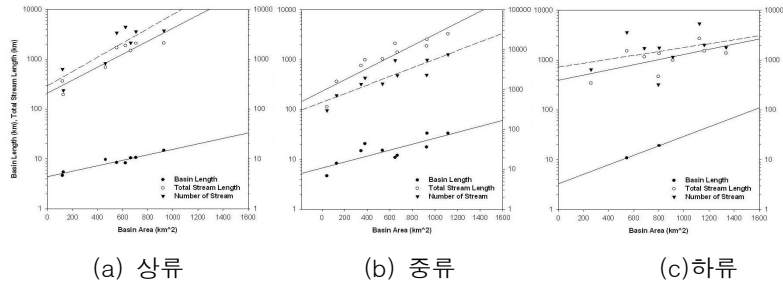 10000
1000
100
10
1
0 200 400 600 800 1000 1200 1400 1600
10000
1000
100
10
1
Basin Length (km), Total Stream Length (km)
Basin Length
Total Stream Length
Number of Stream
Basin Area (km^2)
(a) 상류
10000
1000
100
10
1
0 200 400 600 800 1000 1200 1400 1600
100000
10000
1000
100
10
1
Basin Length
Total Stream Length
Number of Stream
Basin Area (km^2)
(b) 중류
10000
1000
100
10
1
0 200 400 600 800 1000 1200 1400 1600
10000
1000
100
10
1
Basin Length
Total Stream Length
Number of Stream
Basin Area (km^2)
(c)하류